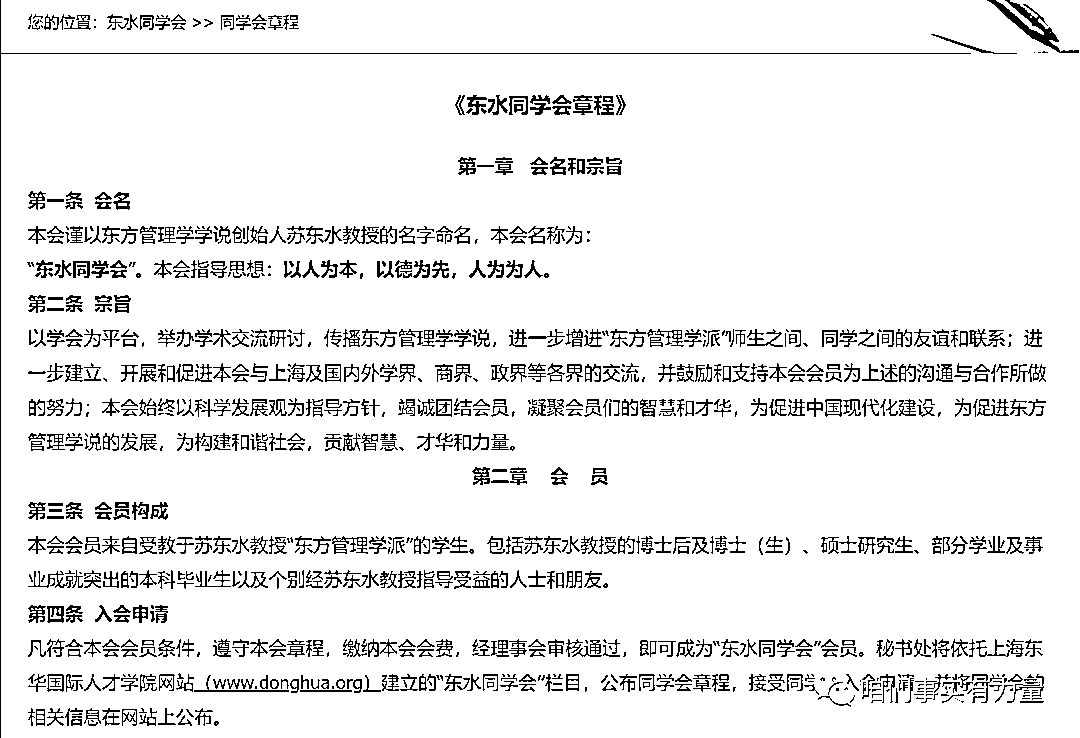 您的位置：东水同学会 >> 同学会章程
《东水同学会章程》
第一章 会名和宗旨
第一条 会名
本会谨以东方管理学学说创始人苏东水教授的名字命名，本会名称为：
“东水同学会”。本会指导思想：以人为本，以德为先，人为为人。
第二条 宗旨
以学会为平台，举办学术交流研讨，传播东方管理学学说，进一步增进“东方管理学派”师生之间、同学之间的友谊和联系；进
一步建立、开展和促进本会与上海及国内外学界、商界、政界等各界的交流，并鼓励和支持本会会员为上述的沟通与合作所做
的努力；本会始终以科学发展观为指导方针，竭诚团结会员，凝聚会员们的智慧和才华，为促进中国现代化建设，为促进东方
管理学说的发展，为构建和谐社会，贡献智慧、才华和力量。
第二章 会 员
第三条 会员构成
本会会员来自受教于苏东水教授“东方管理学派”的学生。包括苏东水教授的博士后及博士（生）、硕士研究生、部分学业及事
业成就突出的本科毕业生以及个别经苏东水教授指导受益的人士和朋友。
第四条 入会申请
凡符合本会会员条件，遵守本会章程，缴纳本会会费，经理事会审核通过，即可成为“东水同学会”会员。秘书处将依托上海东
华国际人才学院网站（www.donghua.org）建立的“东水同学会”栏目，公布同学会章程，接受同学 入会申请，并将同学会的
相关信息在网站上公布。
咱们事实有力量